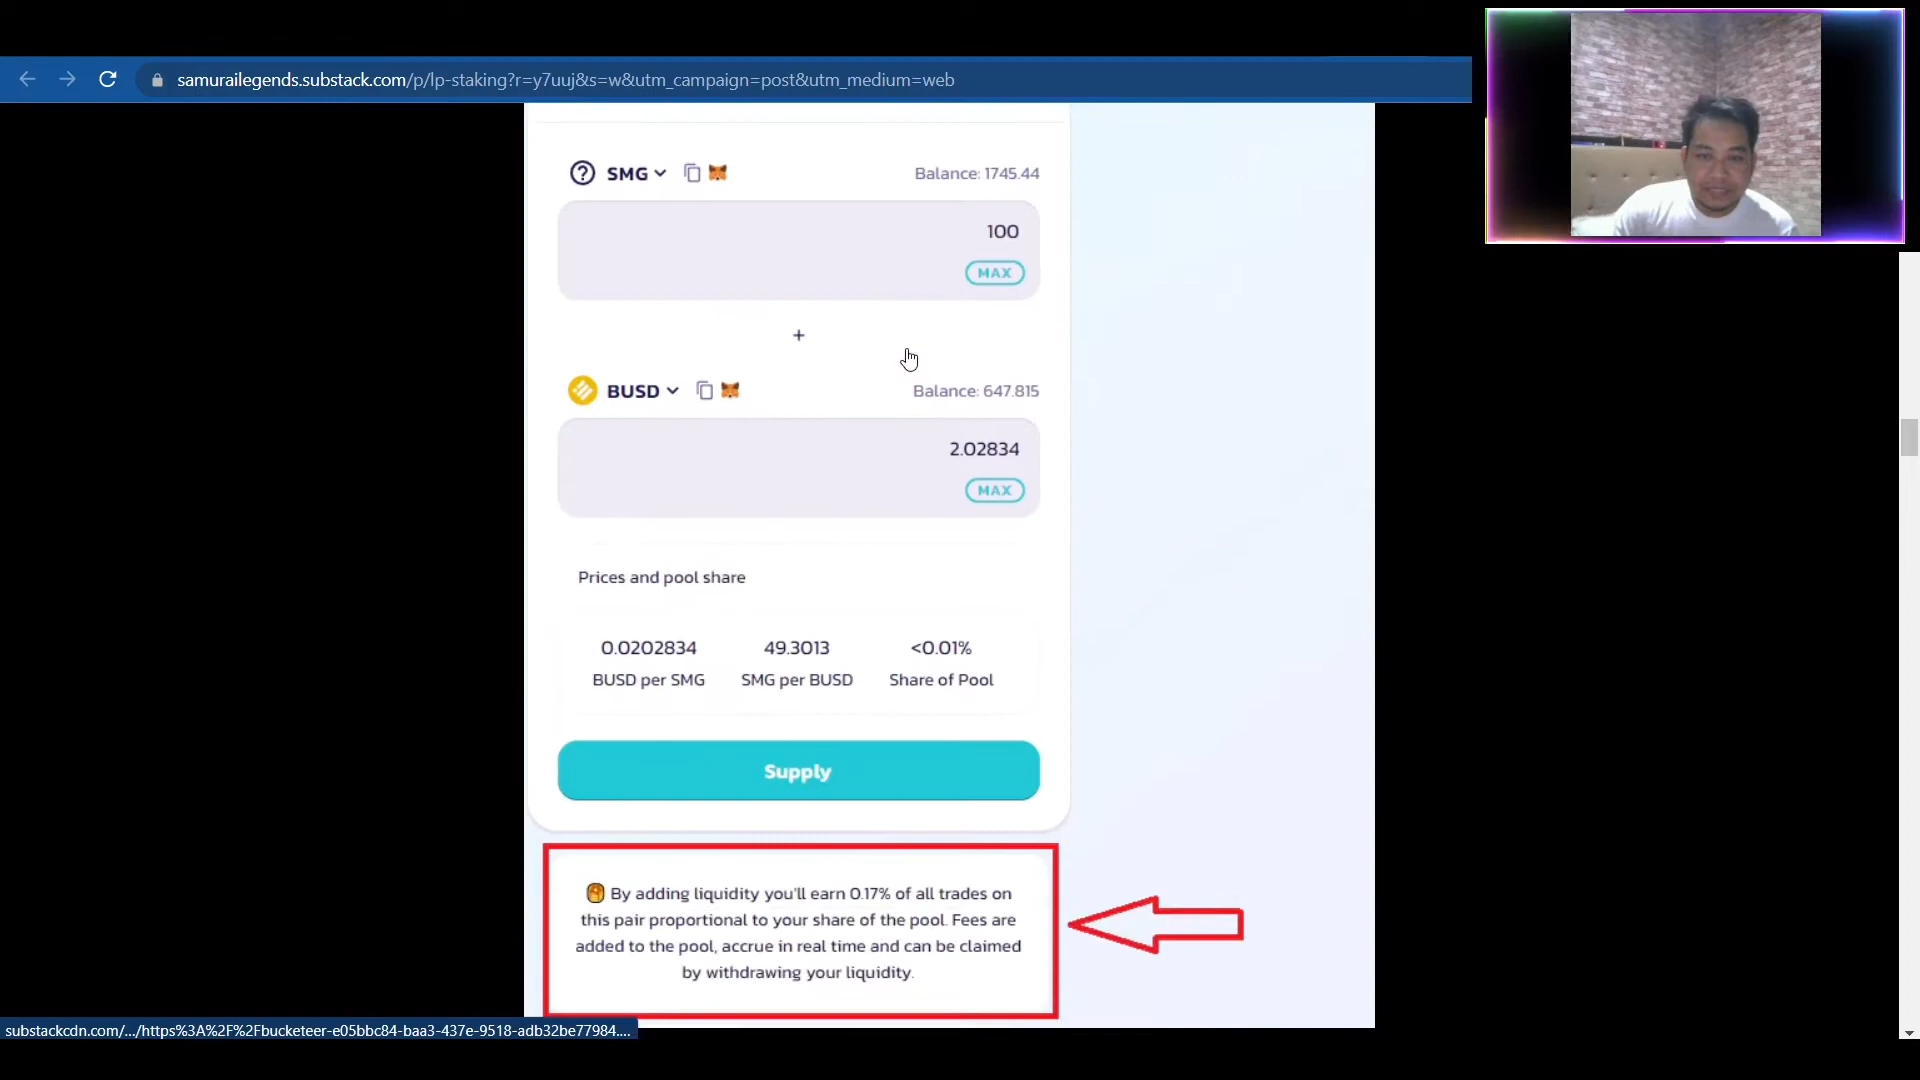 samurailegends.substack.com/p/lp-staking?r=y7uuj&s=w&utm_campaign=post&utm_medium=web
SMG Balance: 1745.44
100
MAX
+
BUSD Balance: 647.815
2.02834
MAX
Prices and pool share
0.0202834 49.3013 <0.01%
BUSD per SMG SMG per BUSD Share of Pool
Supply
By adding liquidity you'll earn 0.17% of all trades on
this pair proportional to your share of the pool. Fees are
added to the pool, accrue in real time and can be claimed
by withdrawing your liquidity.
substackcdn.com/.../https%3A%2F%2Fbucketeer-e05bbc84-baa3-437e-9518-adb32be77984....